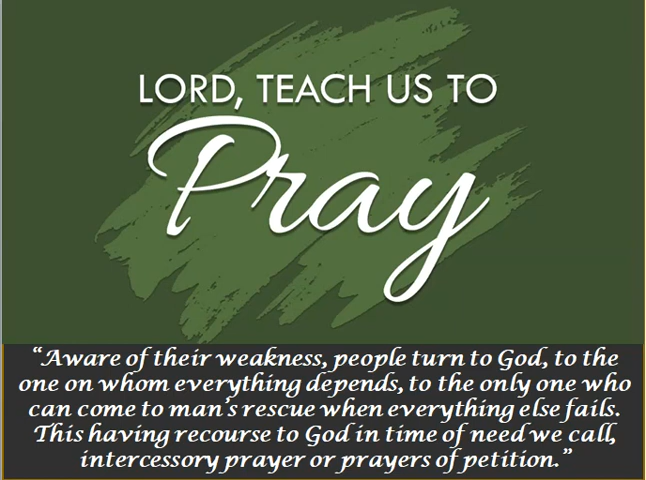 LORD, TEACH US TO
Pray
“Aware of their weakness, people turn to God, to the
one on whom everything depends, to the only one who
can come to man's rescue when everything else fails.
This having recourse to God in time of need we call,
intercessory prayer or prayers of petition.”